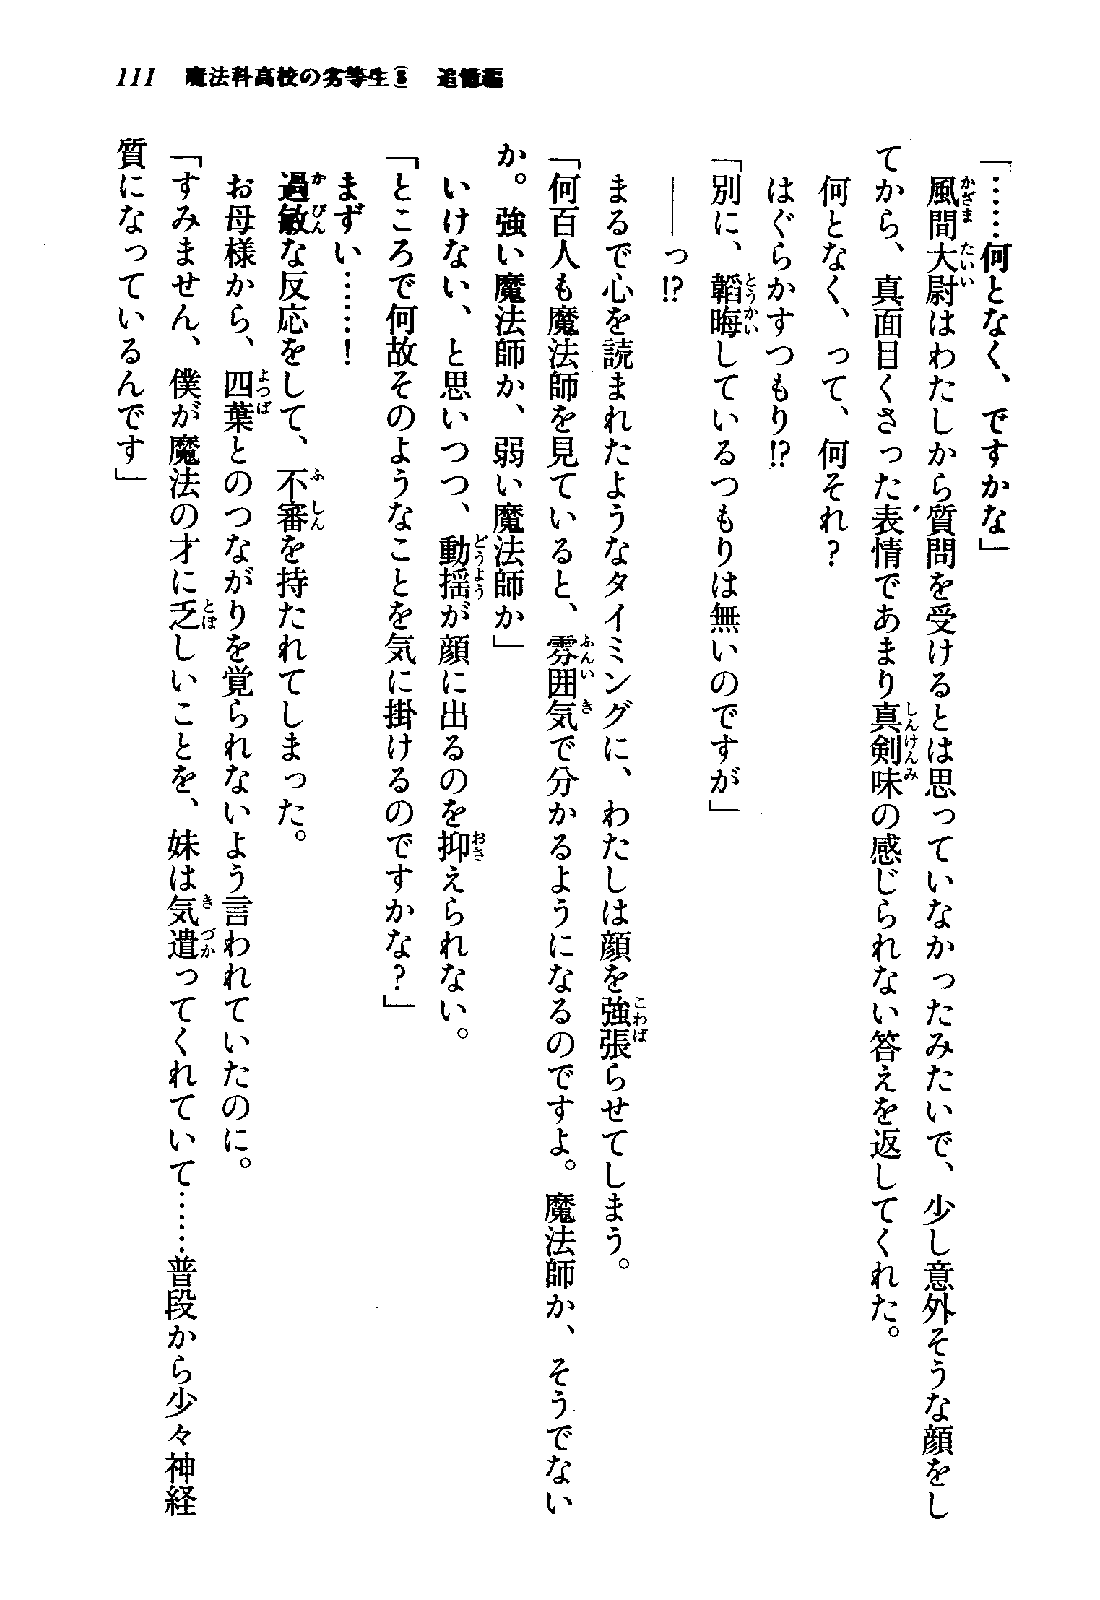 111　魔法科高校の劣等生⑧　追憶編
「……何となく、ですかな」
　風間大尉はわたしから質問を受けるとは思っていなかったみたいで、少し意外そうな顔をし
てから、真面目くさった表情であまり真剣味の感じられない答えを返してくれた。
　何となく、って、何それ？
　はぐらかすつもり!?
「別に、韜晦しているつもりは無いのですが」
　――っ!?
　まるで心を読まれたようなタイミングに、わたしは顔を強張らせてしまう。
「何百人も魔法師を見ていると、雰囲気で分かるようになるのですよ。魔法師か、そうでない
か。強い魔法師か、弱い魔法師か」
　いけない、と思いつつ、動揺が顔に出るのを抑えられない。
「ところで何故そのようなことを気に掛けるのですかな？」
　まずい……！
　過敏な反応をして、不審を持たれてしまった。
　お母様から、四葉とのつながりを覚られないよう言われていたのに。
「すみません、僕が魔法の才に乏しいことを、妹は気遣ってくれていて……普段から少々神経
質になっているんです」